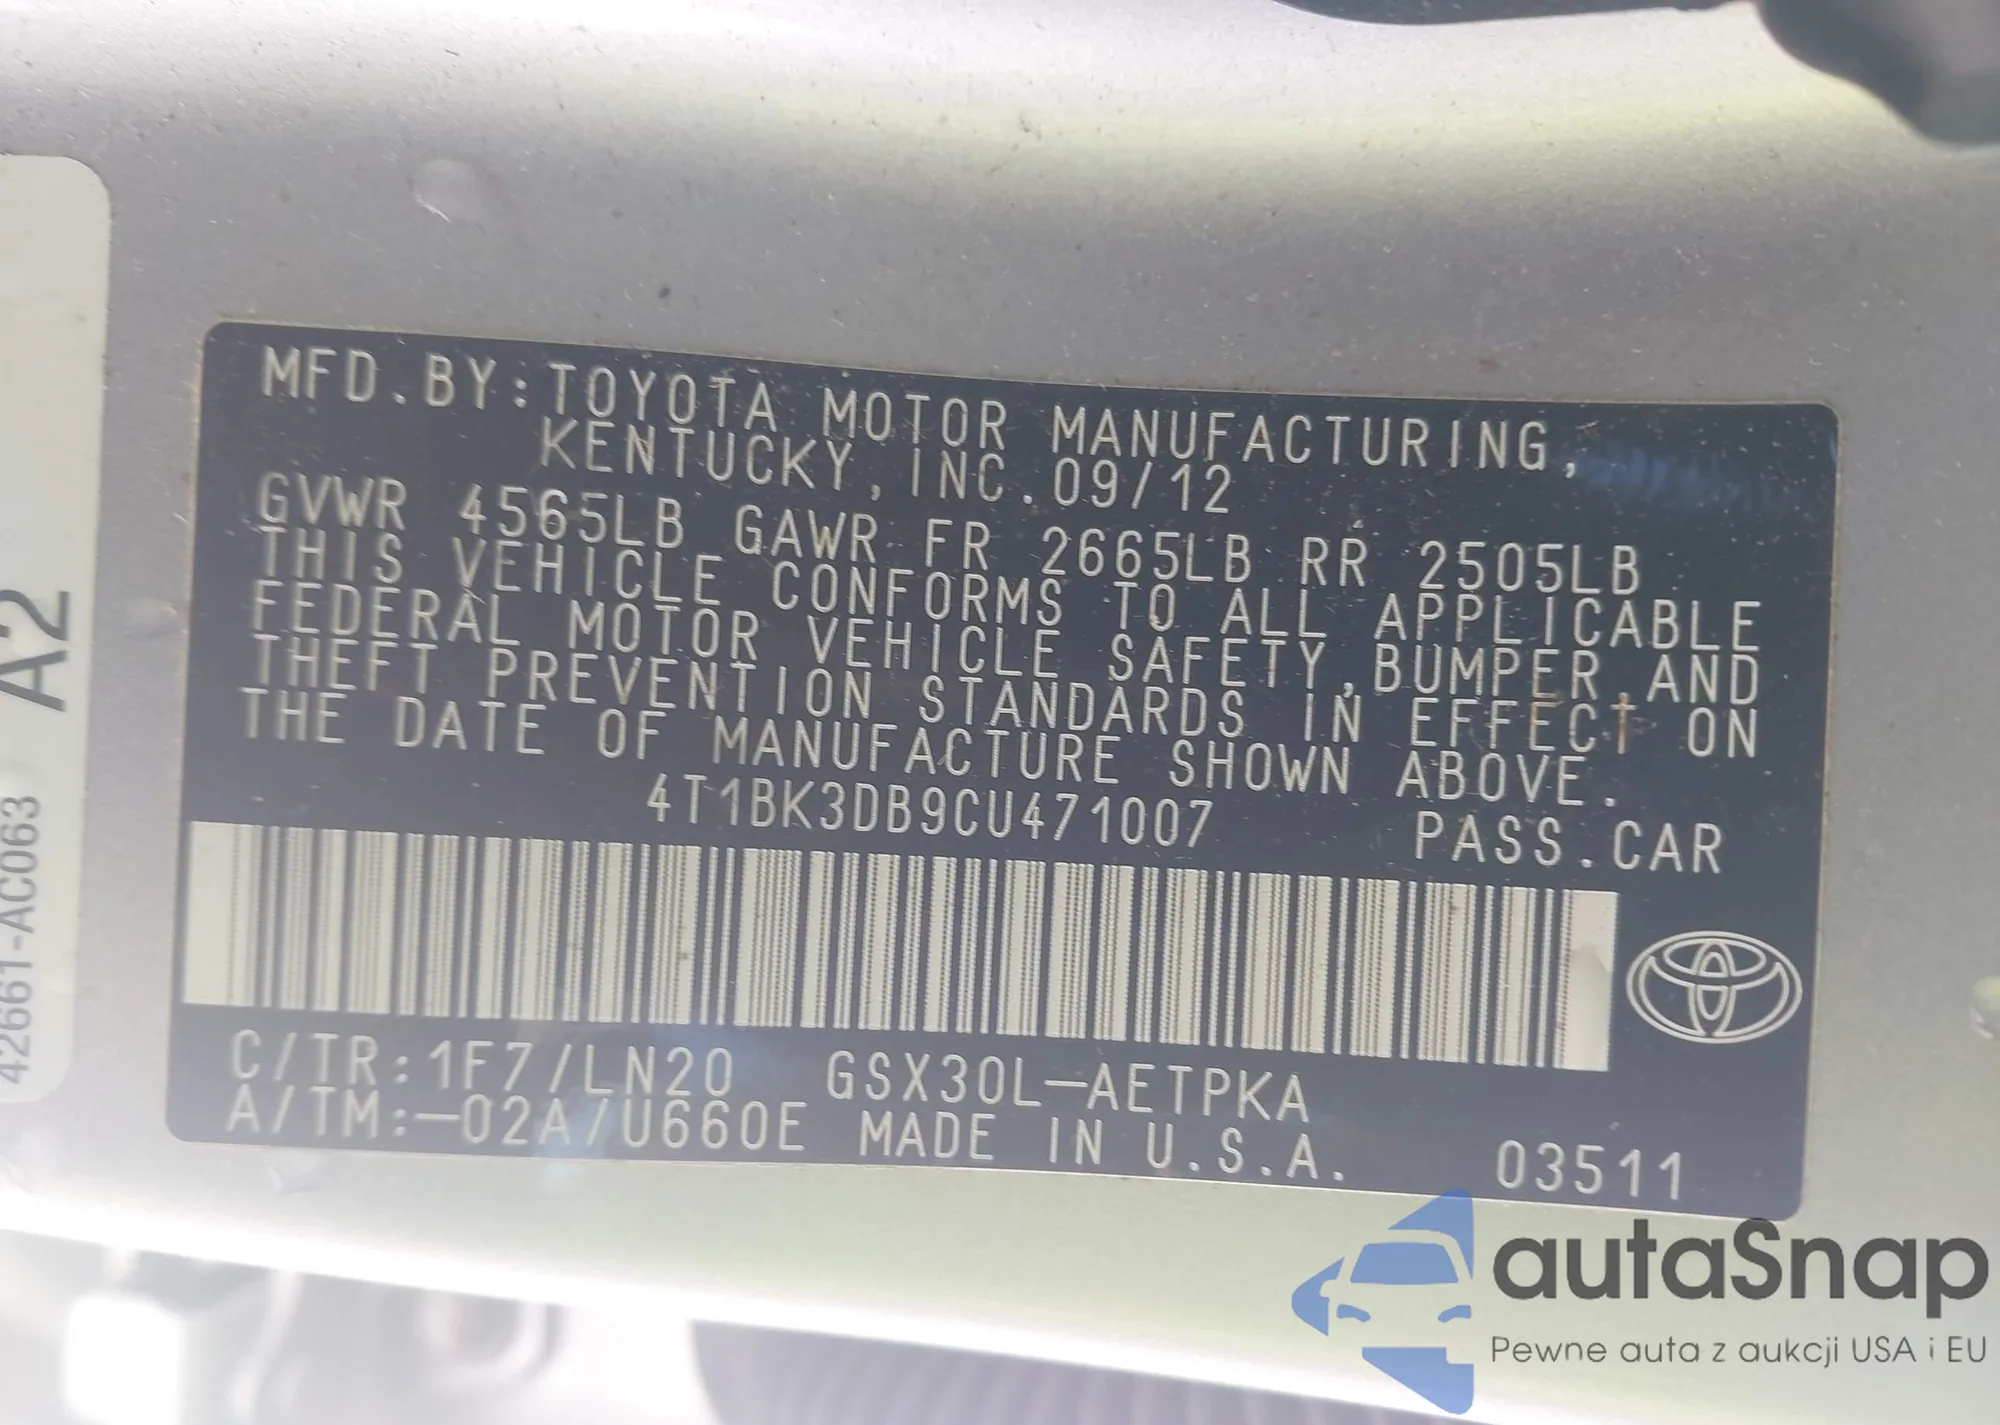 MFD.BY:TOYOTA MOTOR MANUFACTURING,
KENTUCKY,INC.09/12
GVWR 4565LB GAWR FR 2665LB RR 2505LB
THIS VEHICLE CONFORMS TO ALL APPLICABLE
FEDERAL MOTOR VEHICLE SAFETY,BUMPER,AND
THEFT PREVENTION STANDARDS IN EFFECT ON
THE DATE OF MANUFACTURE SHOWN ABOVE.
4T1BK3DB9CU471007 PASS.CAR
C/TR:1F7/LN20 GSX30L-AETPKA
A/TM:-02A/U660E MADE IN U.S.A. 03511
A2
42661-AC063
autaSnap
Pewne auta z aukcji USA i EU